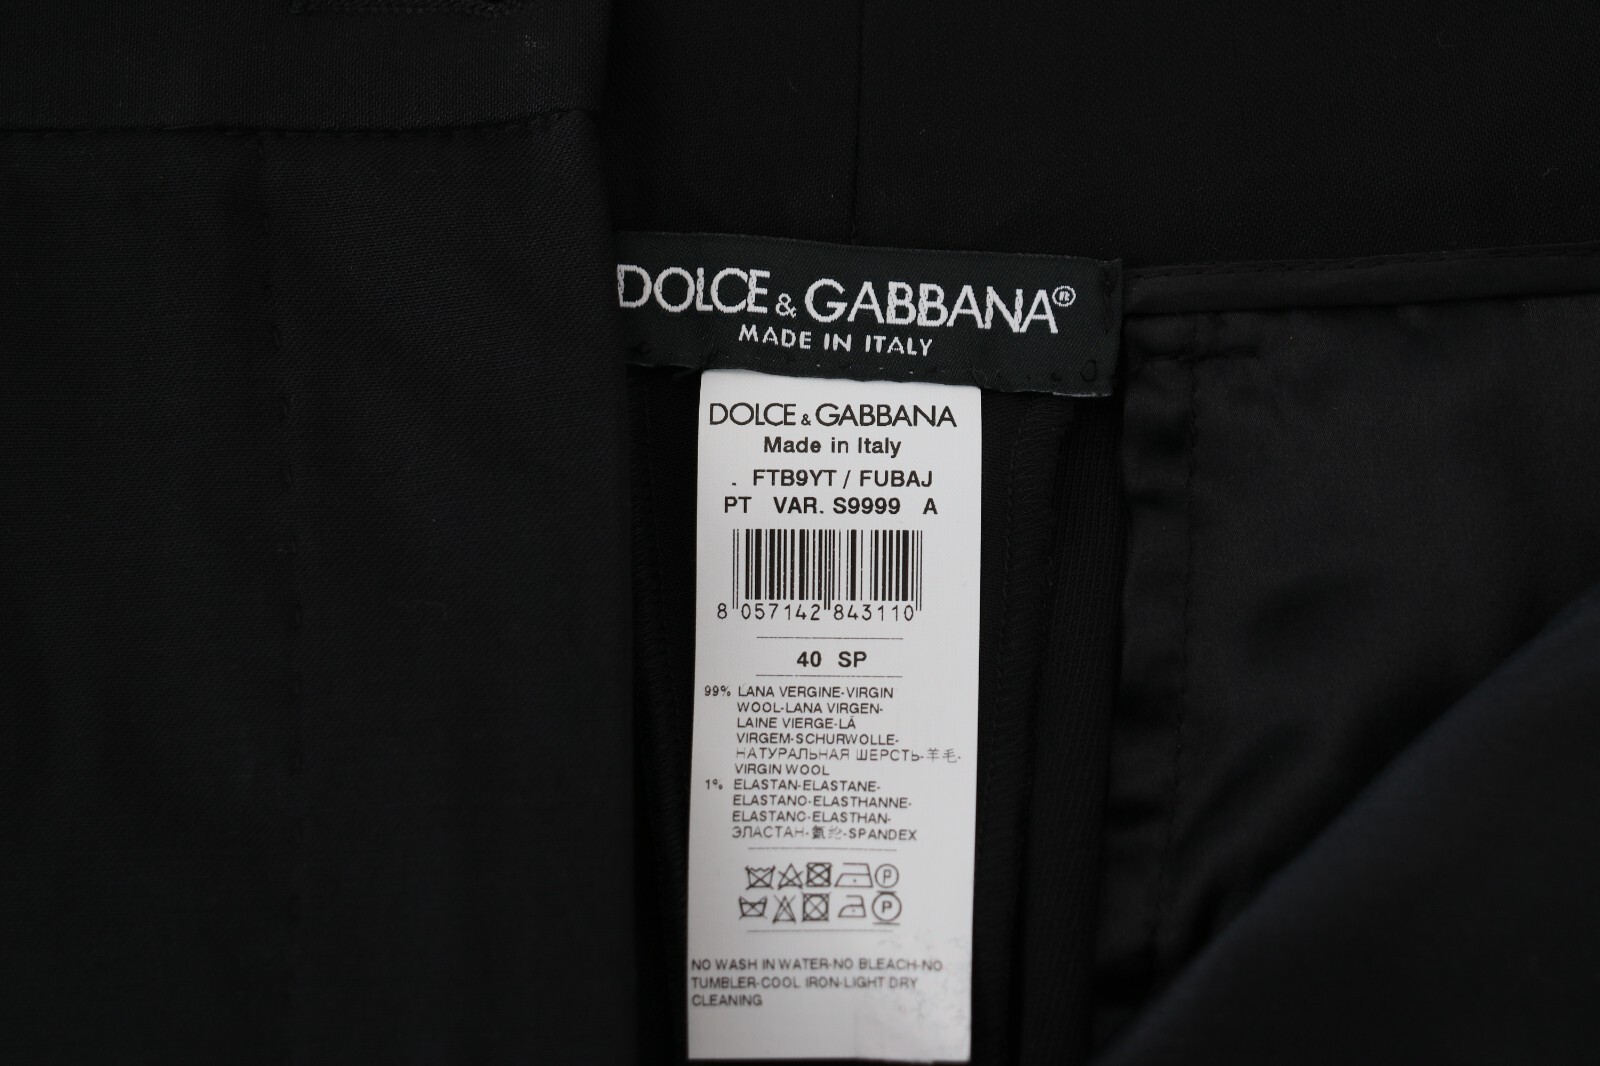 DOLCE & GABBANA®
MADE IN ITALY
DOLCE & GABBANA
Made in Italy
. FTB9YT / FUBAJ
PT VAR. S9999 A
8 057142 843110
40 SP
99% LANA VERGINE-VIRGIN
WOOL-LANA VIRGEN-
LAINE VIERGE-LÄ
VIRGEM-SCHURWOLLE-
НАТУРАЛЬНАЯ ШЕРСТЬ-羊毛-
VIRGIN WOOL
1% ELASTAN-ELASTANE-
ELASTANO-ELASTHANNE-
ELASTANO-ELASTHAN-
ЭЛАСТАН-氨纶-SPANDEX
P
P
NO WASH IN WATER-NO BLEACH-NO
TUMBLER-COOL IRON-LIGHT DRY
CLEANING